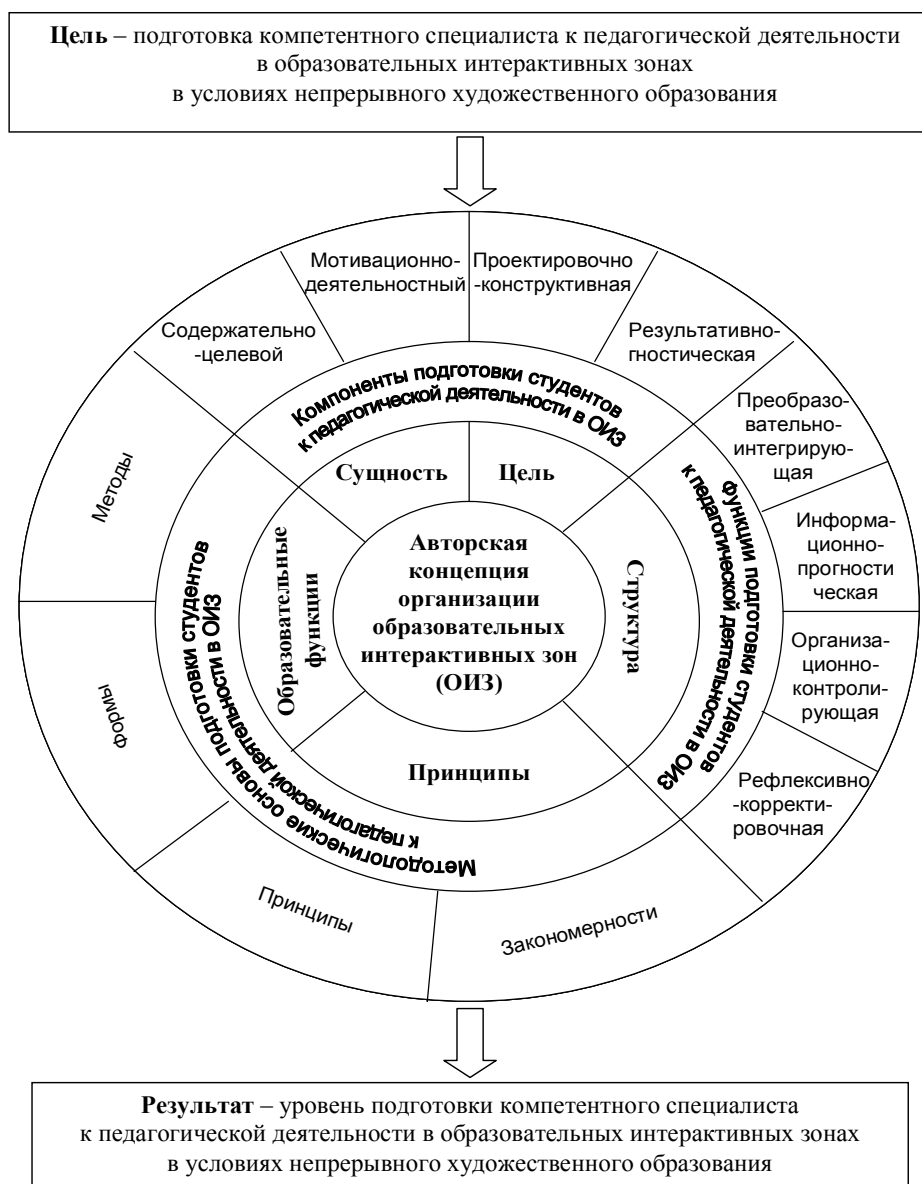 Цель – подготовка компетентного специалиста к педагогической деятельности
в образовательных интерактивных зонах
в условиях непрерывного художественного образования
Мотивационно-
деятельностный
Проектировочно
-конструктивная
Содержательно
-целевой
Результативно-
гностическая
Компоненты подготовки студентов
к педагогической деятельности в ОИЗ
Преобразо-
вательно-
интегрирую-
щая
Методы
Сущность
Цель
Функции подготовки студентов
к педагогической деятельности в ОИЗ
Информа-
ционно-
прогности
ческая
Образовательные
функции
Авторская
концепция
организации
образовательных
интерактивных зон
(ОИЗ)
Структура
Методологические основы подготовки студентов
к педагогической деятельности в ОИЗ
Организа-
ционно-
контроли-
рующая
Формы
Принципы
Рефлексивно
-корректи-
ровочная
Принципы
Закономерности
Результат – уровень подготовки компетентного специалиста
к педагогической деятельности в образовательных интерактивных зонах
в условиях непрерывного художественного образования